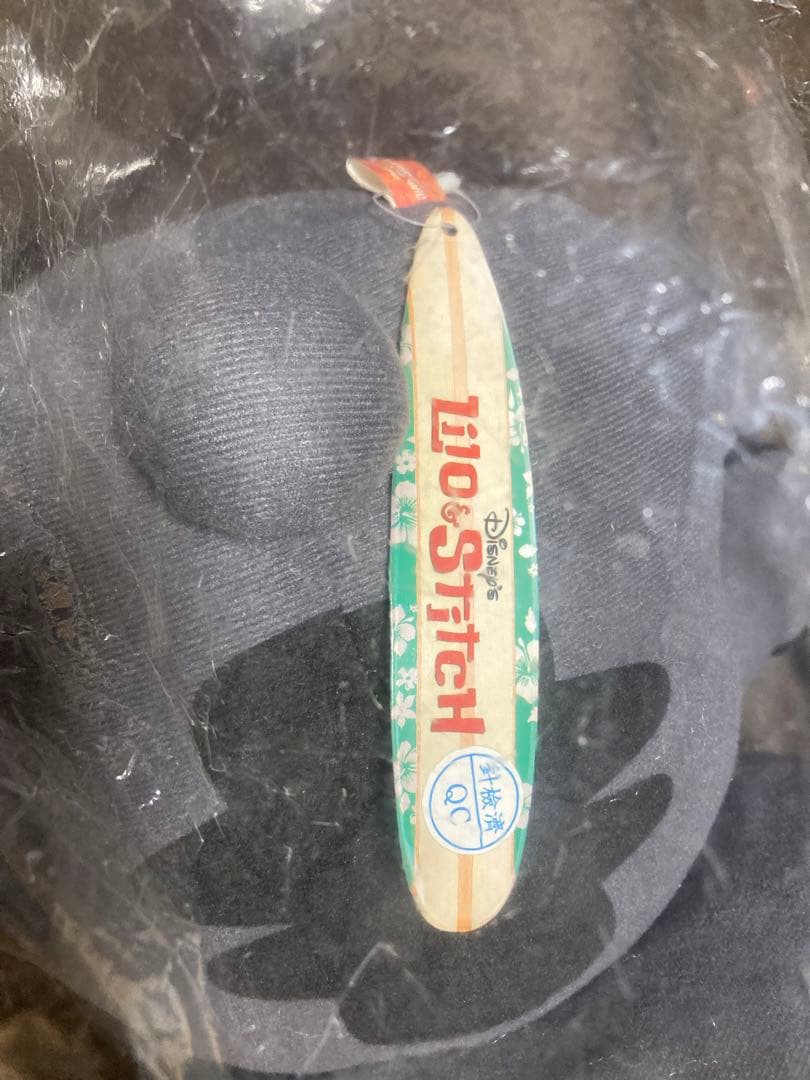 DISNEY'S
Lilo & Stitch
針検済
QC